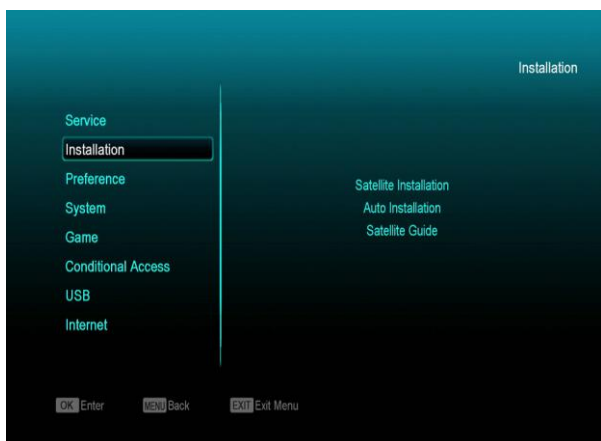 Installation
Service
Installation
Preference
System
Game
Conditional Access
USB
Internet
Satellite Installation
Auto Installation
Satellite Guide
OK Enter MENU Back EXIT Exit Menu